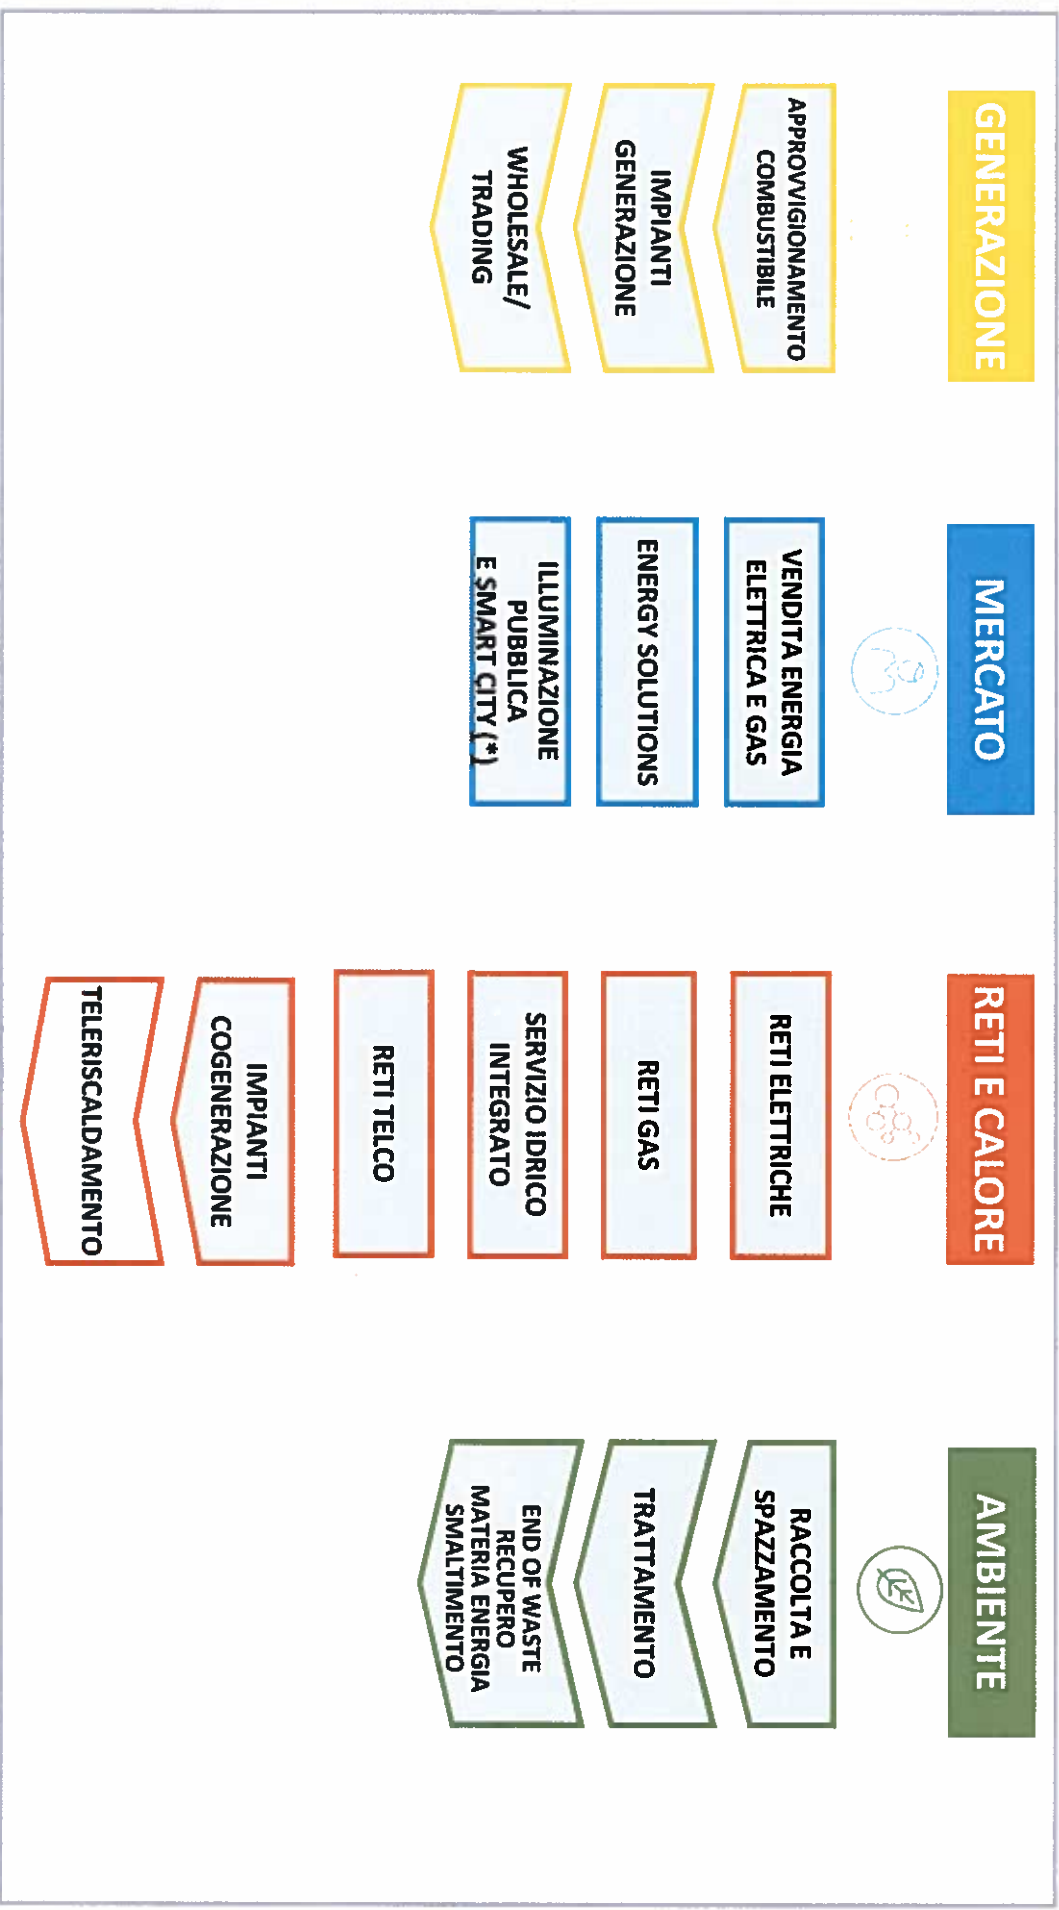 GENERAZIONE
APPROVVIGIONAMENTO
COMBUSTIBILE
IMPIANTI
GENERAZIONE
WHOLESALE/
TRADING
MERCATO
VENDITA ENERGIA
ELETTRICA E GAS
ENERGY SOLUTIONS
ILLUMINAZIONE
PUBBLICA
E SMART CITY (*)
RETI E CALORE
RETI ELETTRICHE
RETI GAS
SERVIZIO IDRICO
INTEGRATO
RETI TELCO
IMPIANTI
COGENERAZIONE
TELERISCALDAMENTO
AMBIENTE
RACCOLTA E
SPAZZAMENTO
TRATTAMENTO
END OF WASTE
RECUPERO
MATERIA ENERGIA
SMALTIMENTO